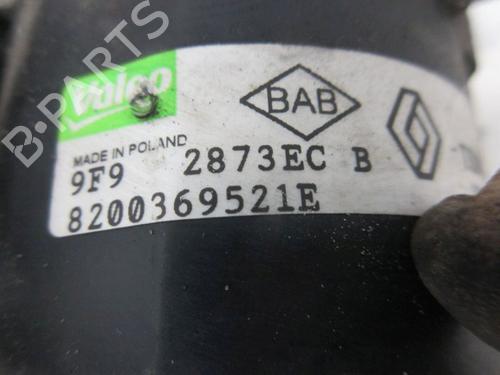 B-PARTS
Valeo
BAB
MADE IN POLAND
9F9 2873EC B
8200369521E